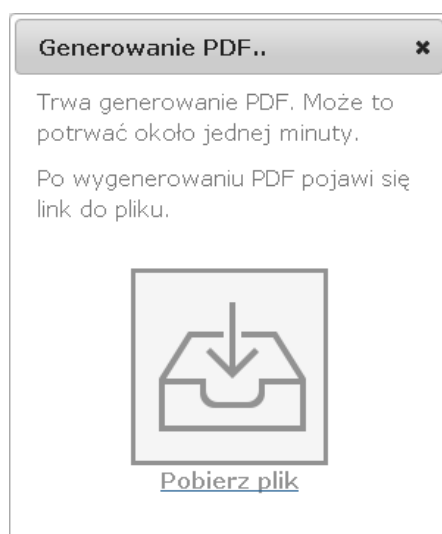 Generowanie PDF..
Trwa generowanie PDF. Może to
potrwać około jednej minuty.
Po wygenerowaniu PDF pojawi się
link do pliku.
Pobierz plik